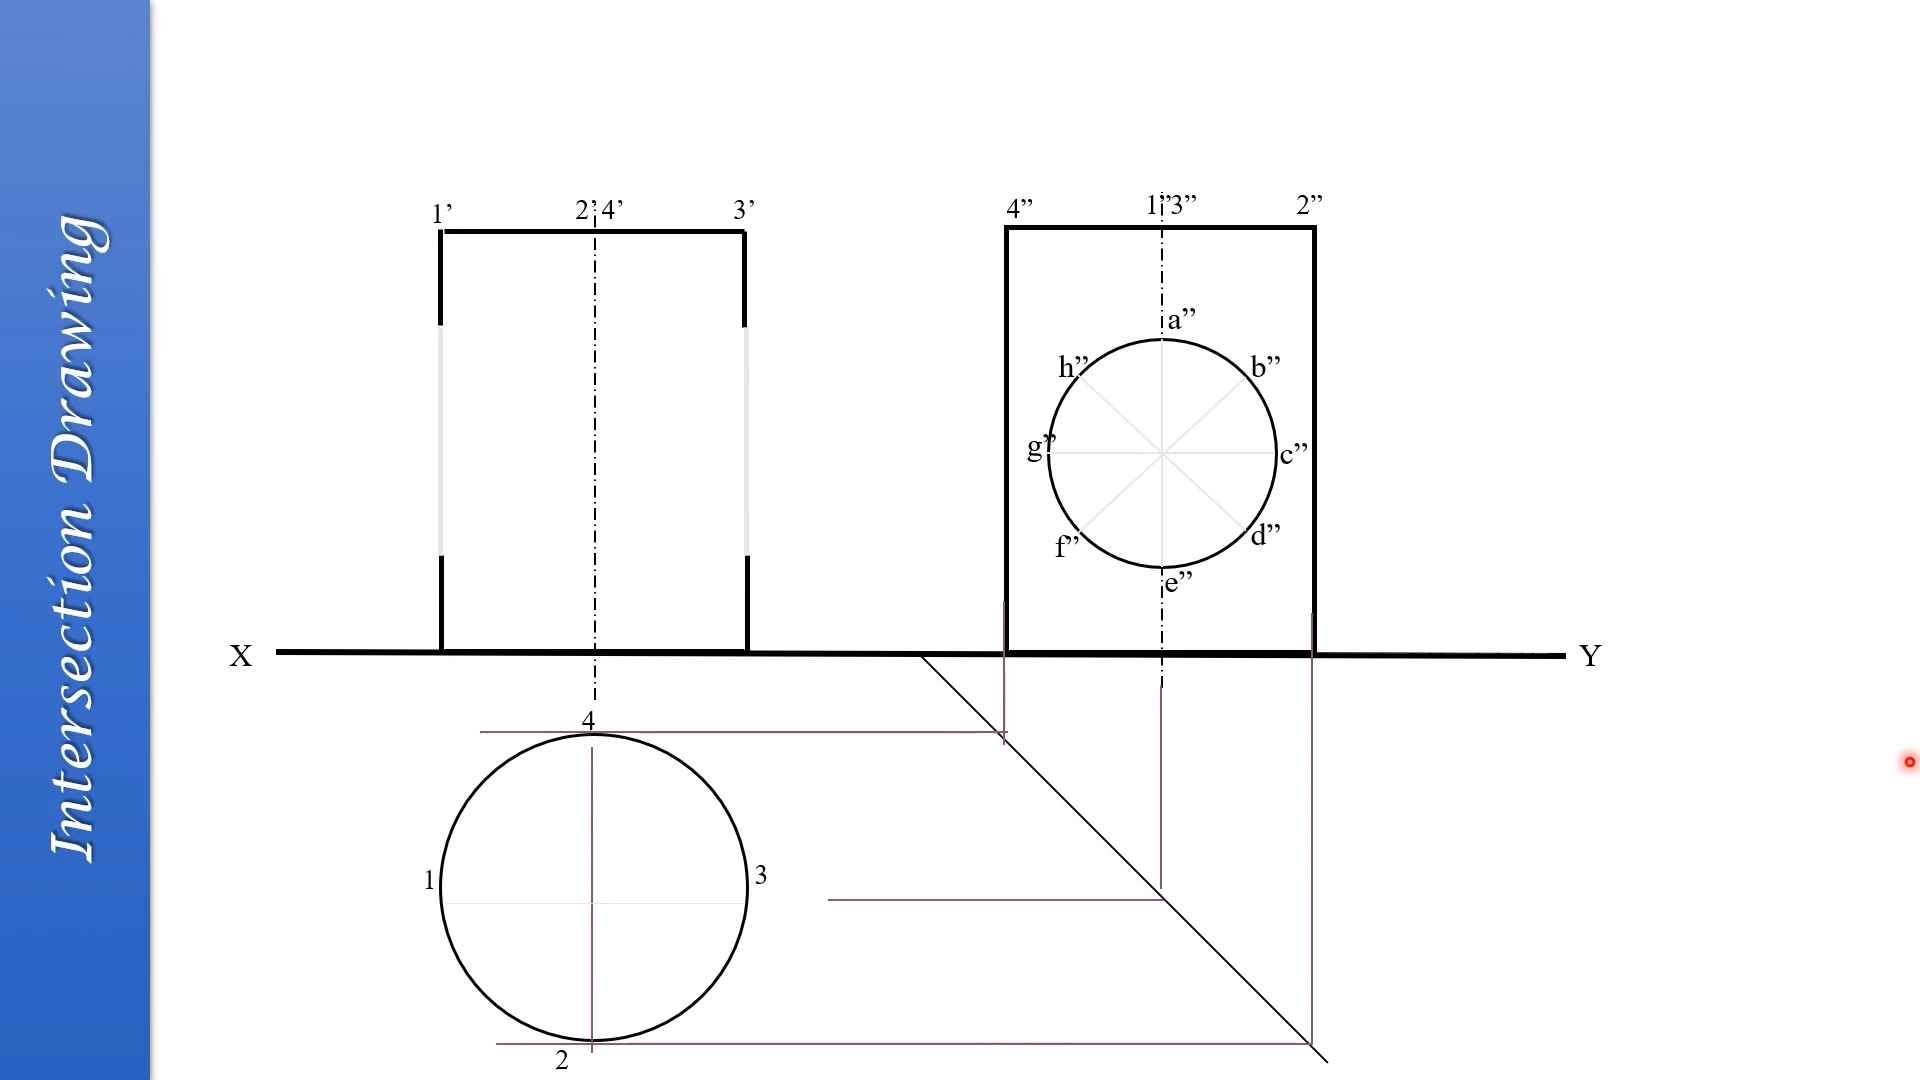 Intersection Drawing
1’ 2’ 4’ 3’ 4” 1” 3” 2”
a”
h” b”
g” c”
f” d”
e”
X Y
4
1 3
2